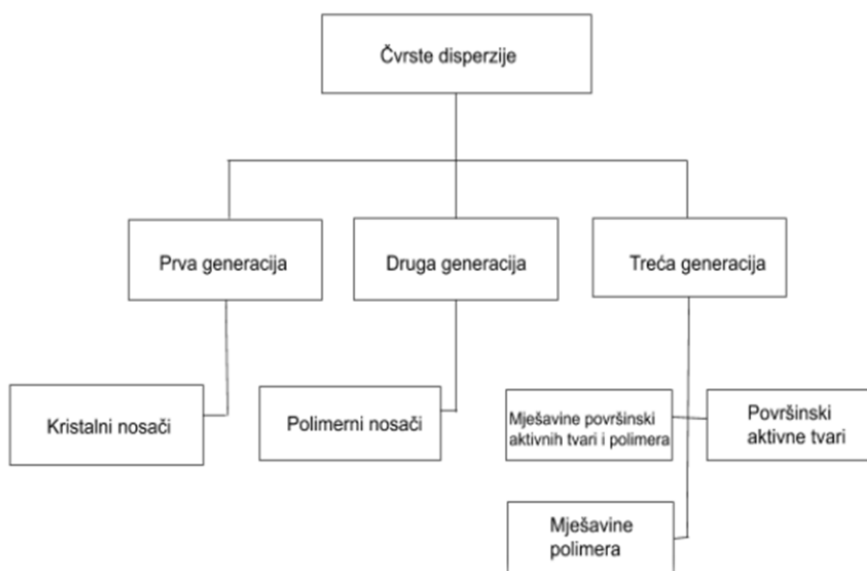 Čvrste disperzije
Prva generacija
Druga generacija
Treća generacija
Kristalni nosači
Polimerni nosači
Mješavine površinski
aktivnih tvari i polimera
Površinski
aktivne tvari
Mješavine
polimera